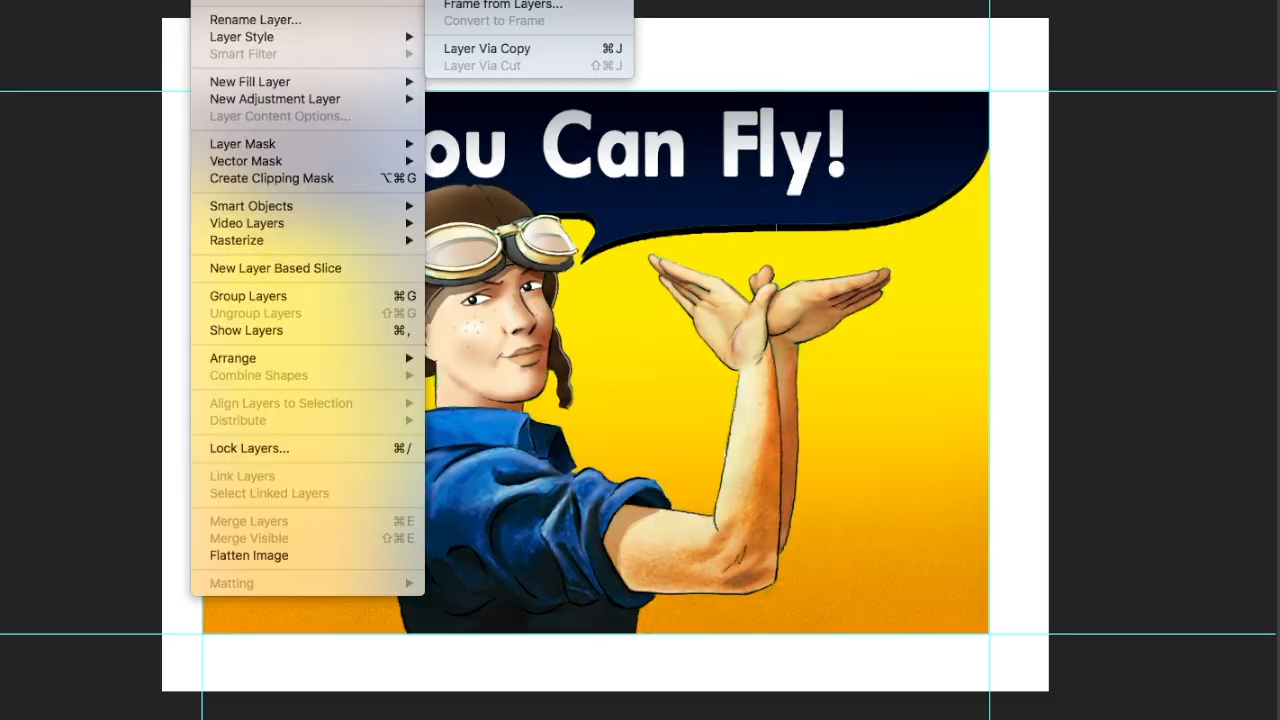 Frame from Layers...
Convert to Frame
Layer Via Copy ⌘J
Layer Via Cut ⇧⌘J
Rename Layer...
Layer Style
Smart Filter
New Fill Layer
New Adjustment Layer
Layer Content Options...
Layer Mask
Vector Mask
Create Clipping Mask ⌥⌘G
Smart Objects
Video Layers
Rasterize
New Layer Based Slice
Group Layers ⌘G
Ungroup Layers ⇧⌘G
Show Layers ⌘,
Arrange
Combine Shapes
Align Layers to Selection
Distribute
Lock Layers... ⌘/
Link Layers
Select Linked Layers
Merge Layers ⌘E
Merge Visible ⇧⌘E
Flatten Image
Matting
ou Can Fly!